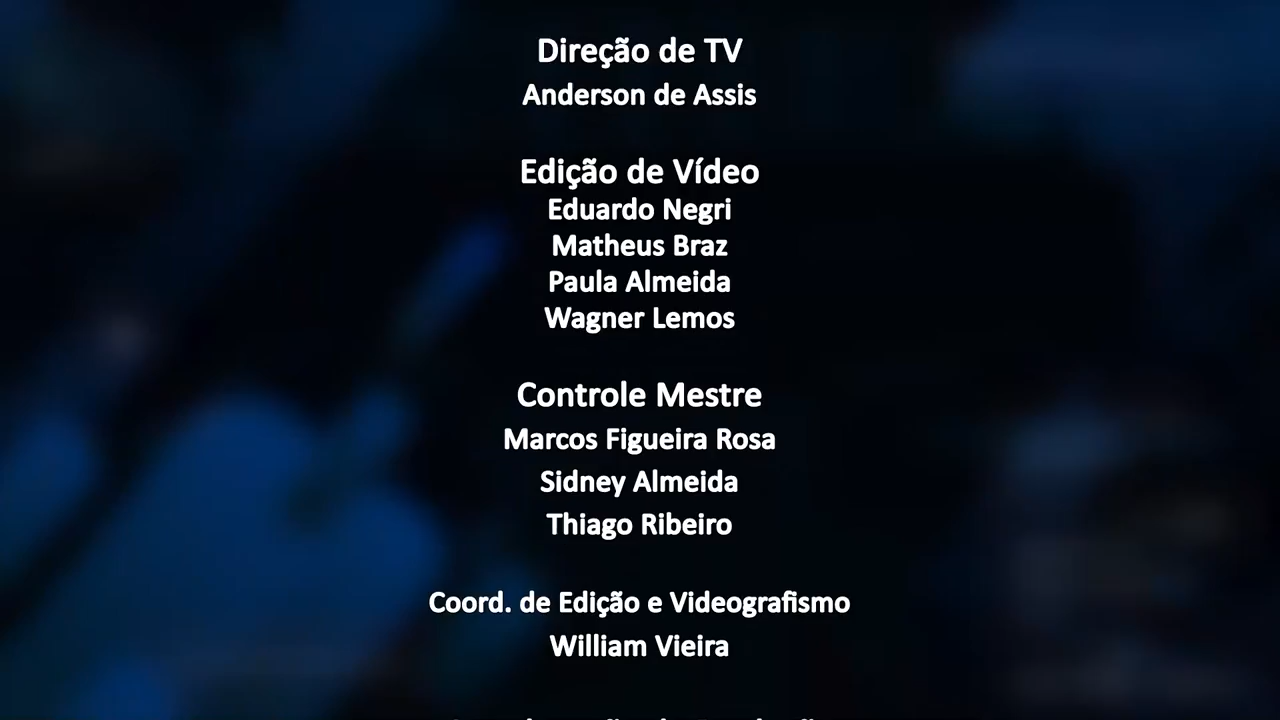 Direção de TV
Anderson de Assis
Edição de Vídeo
Eduardo Negri
Matheus Braz
Paula Almeida
Wagner Lemos
Controle Mestre
Marcos Figueira Rosa
Sidney Almeida
Thiago Ribeiro
Coord. de Edição e Videografismo
William Vieira